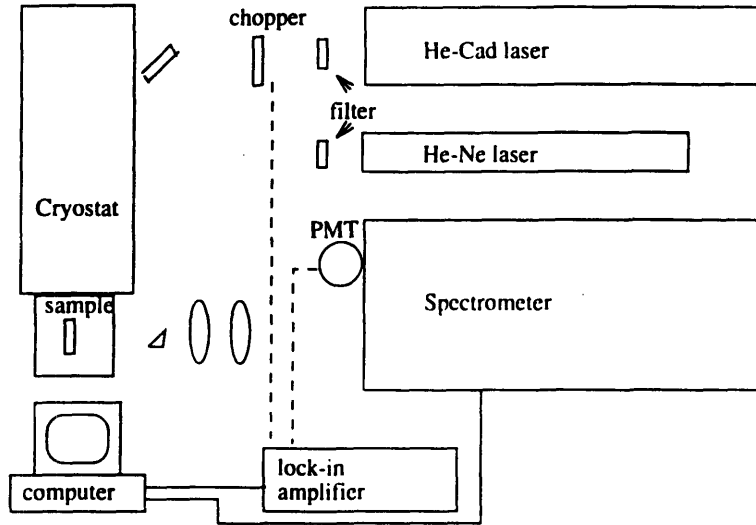 chopper
He-Cad laser
filter
He-Ne laser
Cryostat
PMT
Spectrometer
sample
lock-in
amplifier
computer